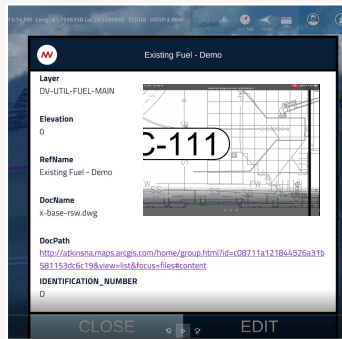 Existing Fuel - Demo
Layer
DV-UTIL-FUEL-MAIN
Elevation
0
C-111
RefName
Existing Fuel - Demo
DocName
x-base-rsw.dwg
DocPath
http://atkinsna.maps.arcgis.com/home/group.html?id=c08711a121844526a31b
581153dc6c19&view=list&focus=files#content
IDENTIFICATION_NUMBER
D
CLOSE
EDIT